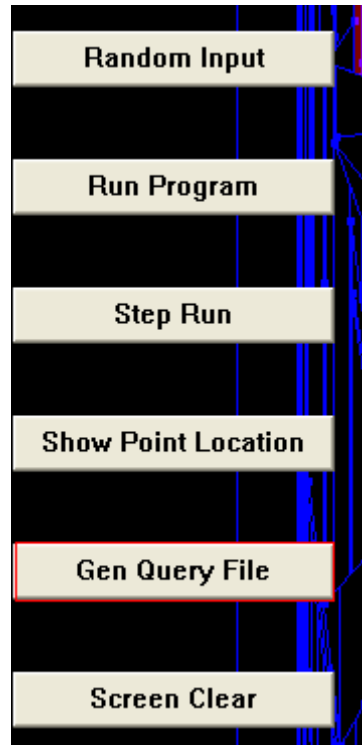 Random Input
Run Program
Step Run
Show Point Location
Gen Query File
Screen Clear